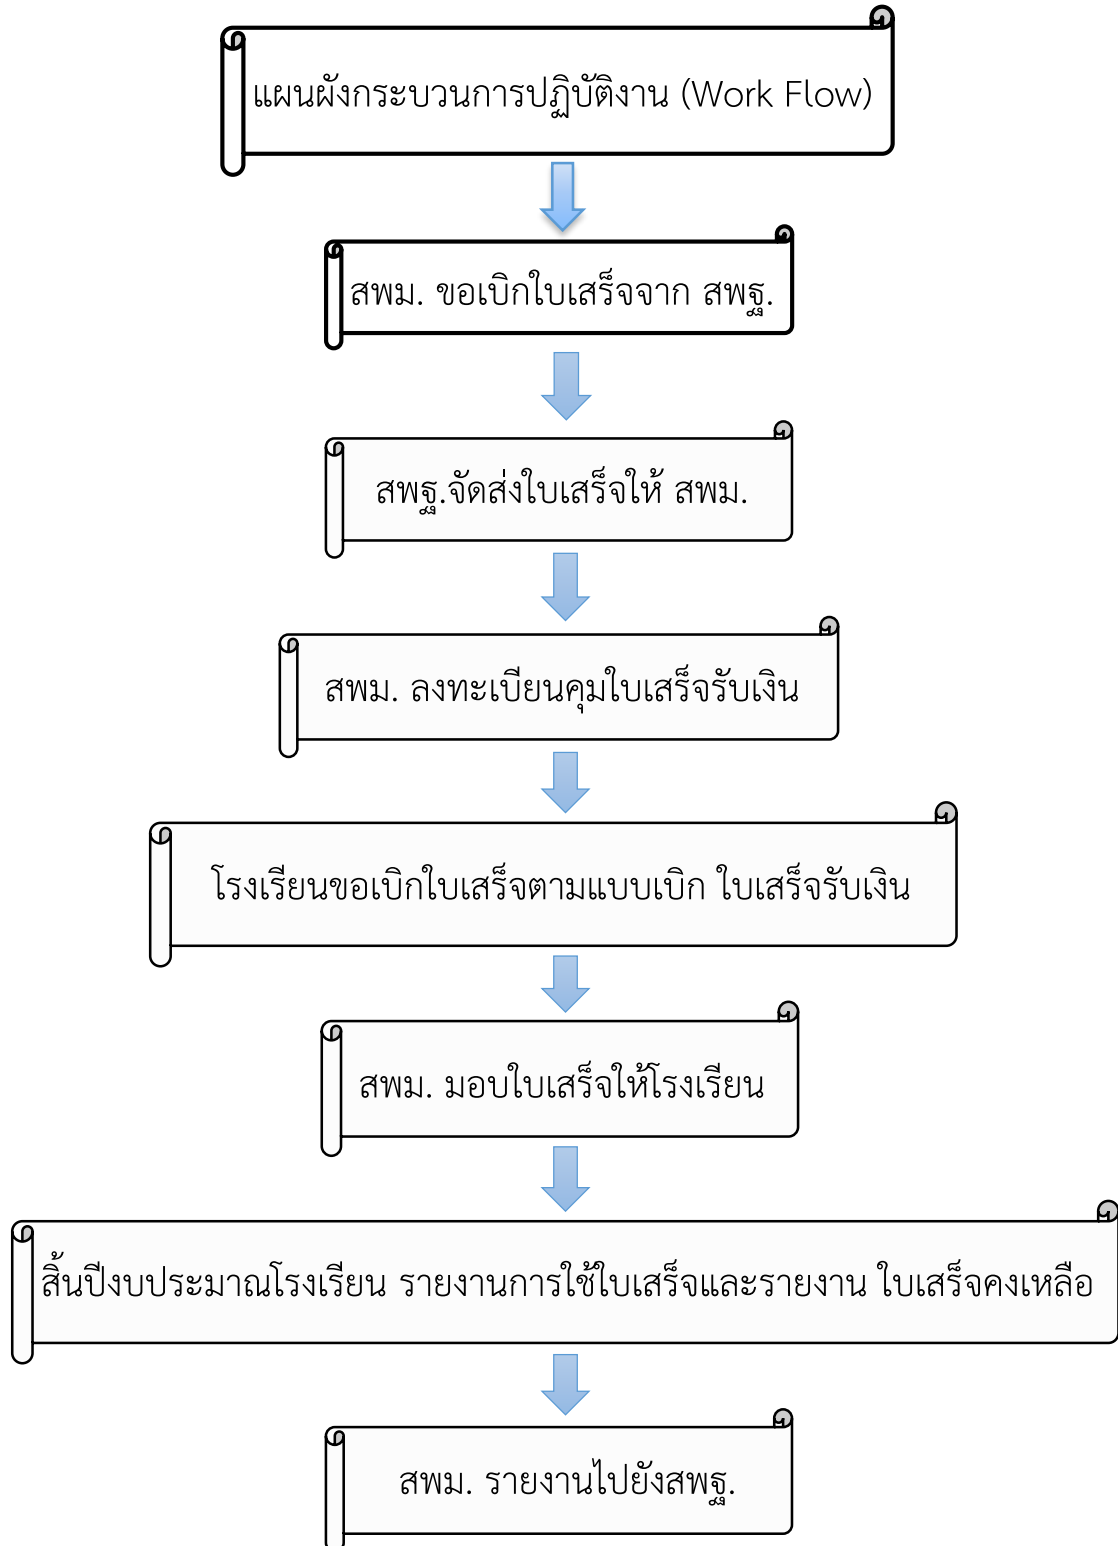 แผนผังกระบวนการปฏิบัติงาน (Work Flow)
สพม. ขอเบิกใบเสร็จจาก สพฐ.
สพฐ.จัดส่งใบเสร็จให้ สพม.
สพม. ลงทะเบียนคุมใบเสร็จรับเงิน
โรงเรียนขอเบิกใบเสร็จตามแบบเบิก ใบเสร็จรับเงิน
สพม. มอบใบเสร็จให้โรงเรียน
สิ้นปีงบประมาณโรงเรียน รายงานการใช้ใบเสร็จและรายงาน ใบเสร็จคงเหลือ
สพม. รายงานไปยังสพฐ.